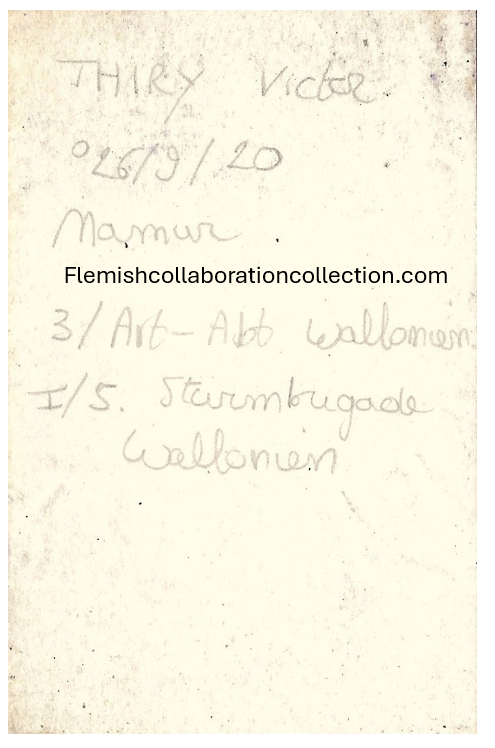 THIRY Victor
°26/9/20
Namur.
Flemishcollaborationcollection.com
3/Art-Abt Wallonien
I/5. Sturmbrigade
Wallonien